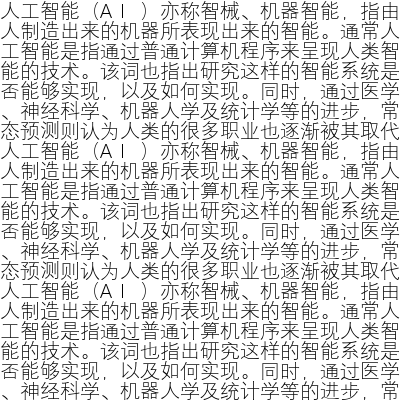 人工智能（AI）亦称智械、机器智能，指由
人制造出来的机器所表现出来的智能。通常人
工智能是指通过普通计算机程序来呈现人类智
能的技术。该词也指出研究这样的智能系统是
否能够实现，以及如何实现。同时，通过医学
、神经科学、机器人学及统计学等的进步，常
态预测则认为人类的很多职业也逐渐被其取代
人工智能（AI）亦称智械、机器智能，指由
人制造出来的机器所表现出来的智能。通常人
工智能是指通过普通计算机程序来呈现人类智
能的技术。该词也指出研究这样的智能系统是
否能够实现，以及如何实现。同时，通过医学
、神经科学、机器人学及统计学等的进步，常
态预测则认为人类的很多职业也逐渐被其取代
人工智能（AI）亦称智械、机器智能，指由
人制造出来的机器所表现出来的智能。通常人
工智能是指通过普通计算机程序来呈现人类智
能的技术。该词也指出研究这样的智能系统是
否能够实现，以及如何实现。同时，通过医学
、神经科学、机器人学及统计学等的进步，常